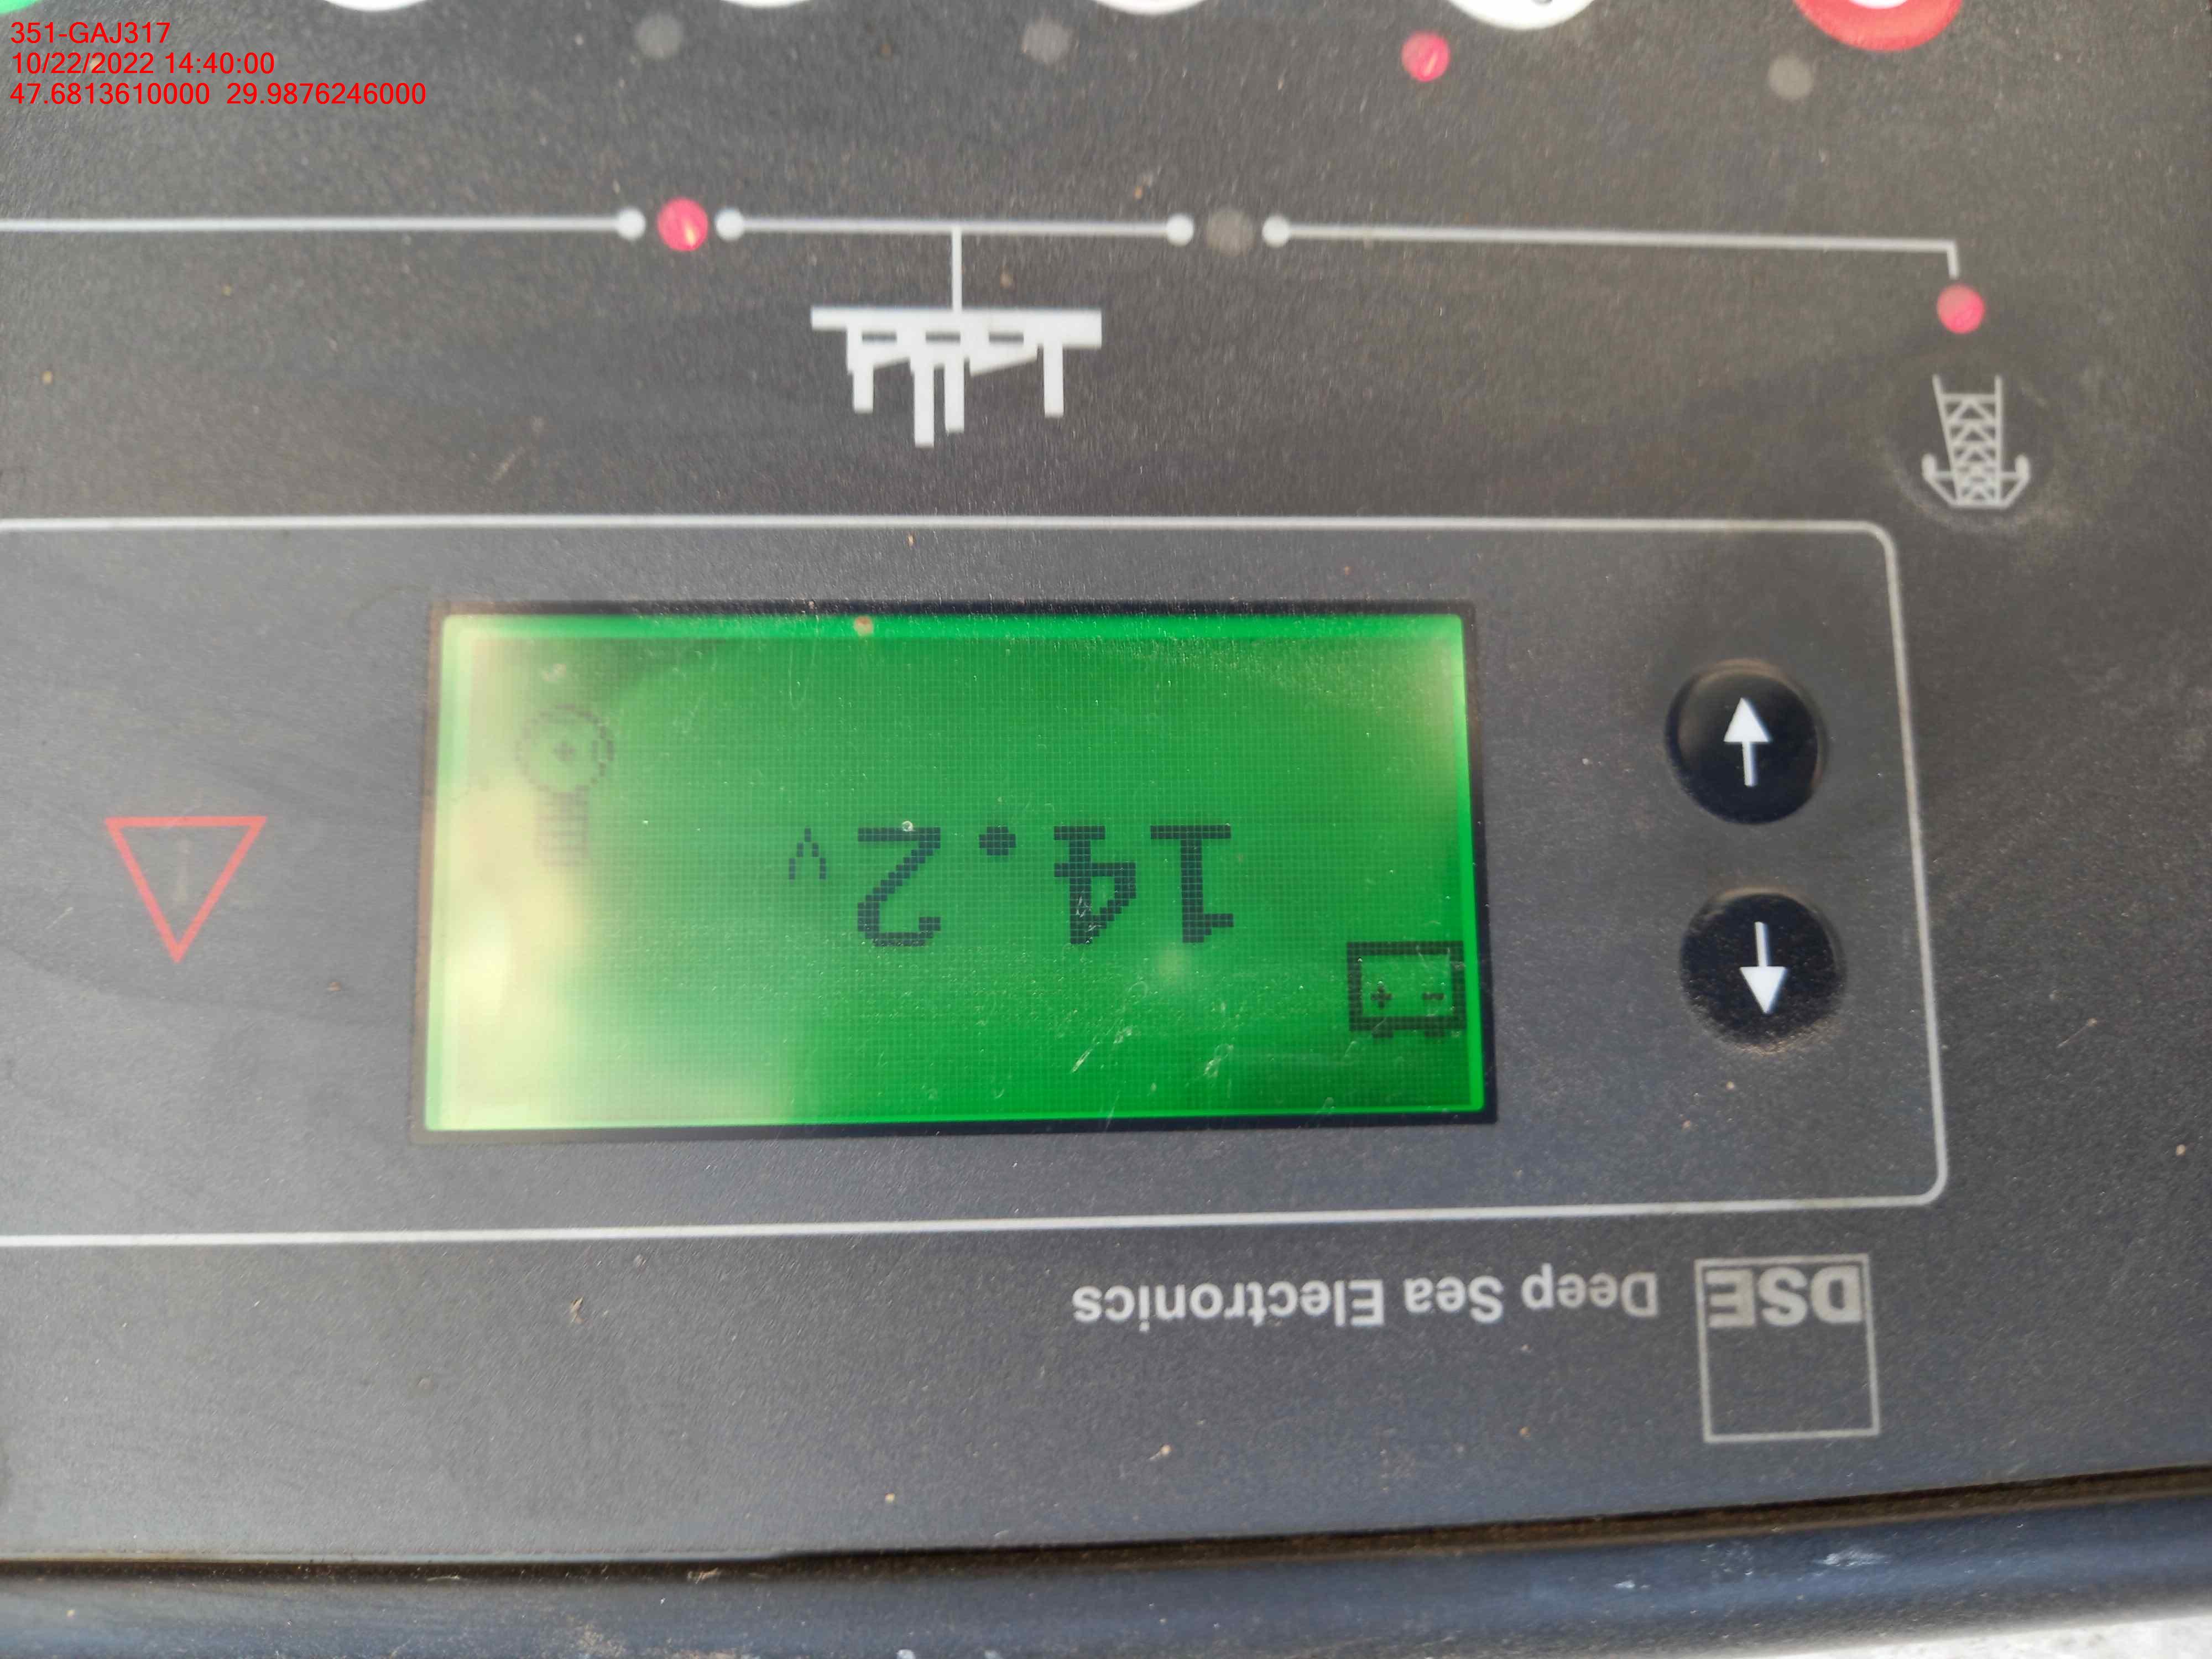 351-GAJ317
10/22/2022 14:40:00
47.6813610000 29.9876246000
DSE Deep Sea Electronics
14.2V